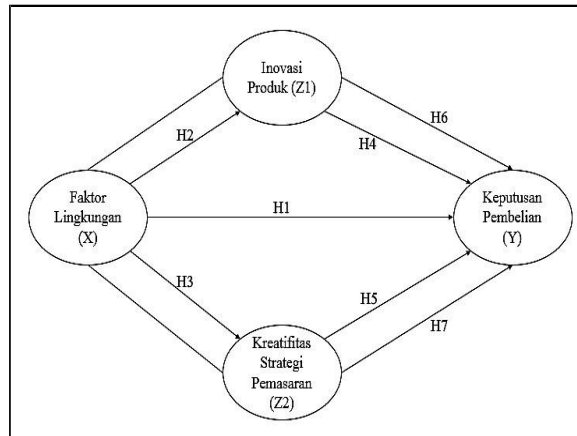 Inovasi
Produk (Z1)
H6
H2
H4
Faktor
Lingkungan
(X)
H1
Keputusan
Pembelian
(Y)
H3
H5
H7
Kreatifitas
Strategi
Pemasaran
(Z2)